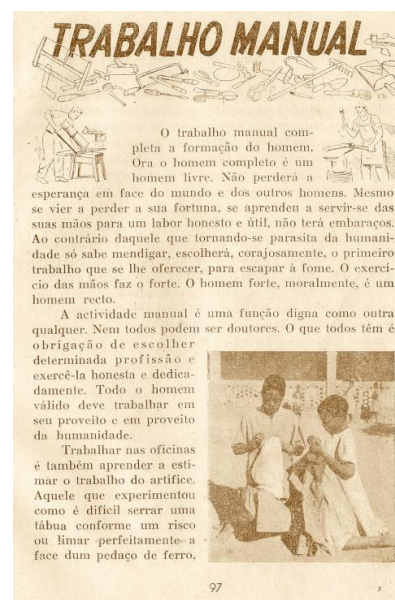 TRABALHO MANUAL
O trabalho manual com-
pleta a formação do homem.
Ora o homem completo é um
homem livre. Não perderá a
esperança em face do mundo e dos outros homens. Mesmo
se vier a perder a sua fortuna, se aprendeu a servir-se das
suas mãos para um labor honesto e útil, não terá embaraços.
Ao contrário daquele que tornando-se parasita da humani-
dade só sabe mendigar, escolherá, corajosamente, o primeiro
trabalho que se lhe oferecer, para escapar à fome. O exercí-
cio das mãos faz o forte. O homem forte, moralmente, é um
homem recto.
A actividade manual é uma função digna como outra
qualquer. Nem todos podem ser doutores. O que todos têm é
obrigação de escolher
determinada profissão e
exercê-la honesta e dedica-
damente. Todo o homem
válido deve trabalhar em
seu proveito e em proveito
da humanidade.
Trabalhar nas oficinas
é também aprender a esti-
mar o trabalho do artífice.
Aquele que experimentou
como é difícil serrar uma
tábua conforme um risco
ou limar perfeitamente a
face dum pedaço de ferro,
97